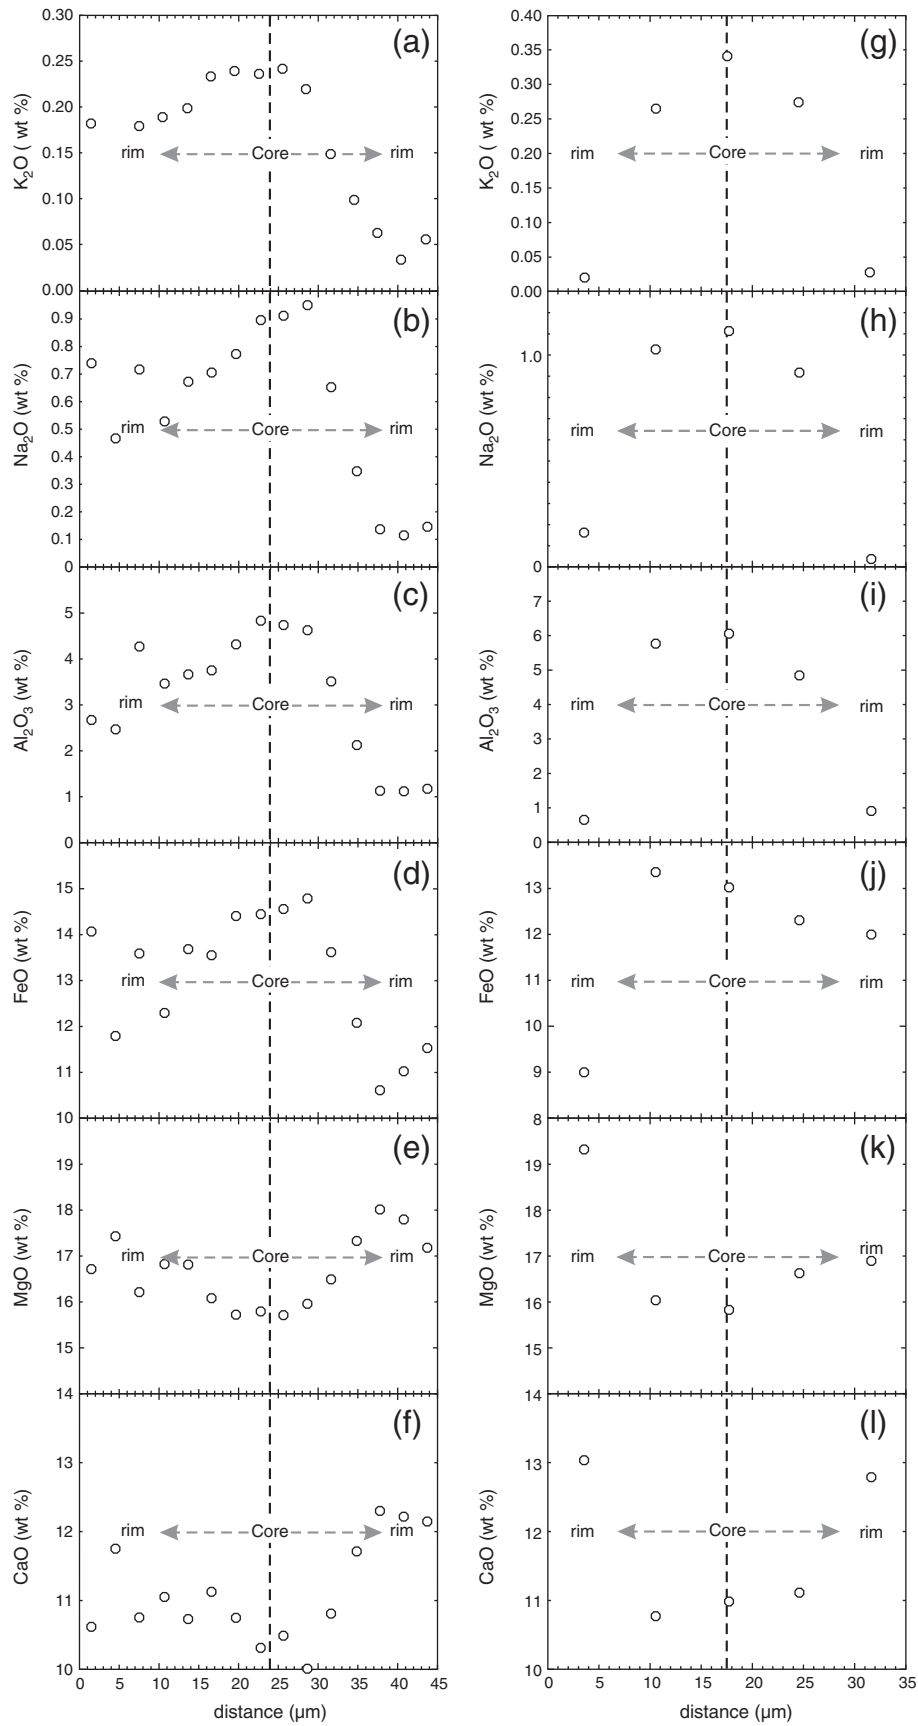 0.30
0.25
0.20
0.15
0.10
0.05
0.00
K2O ( wt %)
(a)
rim
Core
rim
0.9
0.8
0.7
0.6
0.5
0.4
0.3
0.2
0.1
0
Na2O (wt %)
(b)
rim
Core
rim
5
4
3
2
1
0
Al2O3 (wt %)
(c)
rim
Core
rim
15
14
13
12
11
10
FeO (wt %)
(d)
rim
Core
rim
19
18
17
16
15
14
MgO (wt %)
(e)
rim
Core
rim
13
12
11
10
CaO (wt %)
(f)
rim
Core
rim
0 5 10 15 20 25 30 35 40 45
distance (µm)
0.40
0.35
0.30
0.25
0.20
0.15
0.10
0.05
0.00
K2O (wt %)
(g)
rim
Core
rim
1.0
0
Na2O (wt %)
(h)
rim
Core
rim
7
6
5
4
3
2
1
0
Al2O3 (wt %)
(i)
rim
Core
rim
13
12
11
10
9
8
FeO (wt %)
(j)
rim
Core
rim
19
18
17
16
15
14
MgO (wt %)
(k)
rim
Core
rim
13
12
11
10
CaO (wt %)
(l)
rim
Core
rim
0 5 10 15 20 25 30 35
distance (µm)